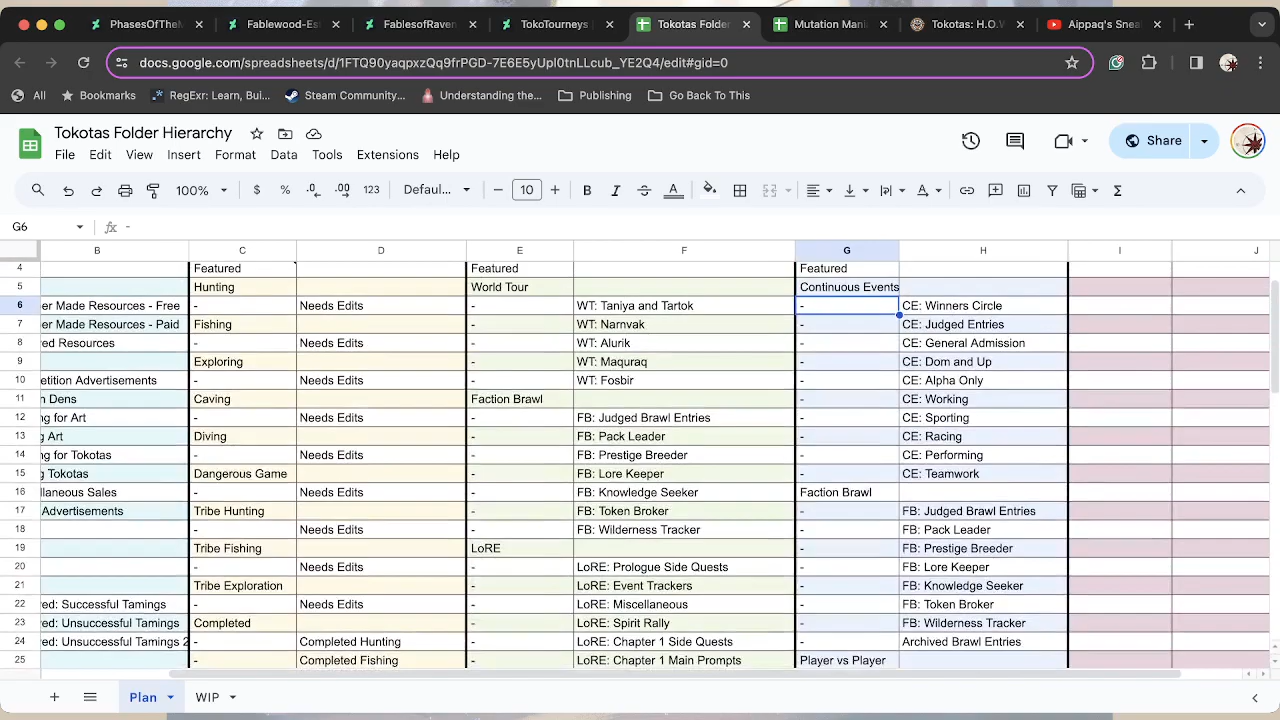 PhasesOfTheM
Fablewood-Es
FablesofRaven
TokoTourneys
Tokotas Folder
Mutation Mani
Tokotas: H.O.W
Aippaq's Snea
docs.google.com/spreadsheets/d/1FTQ90yaqpxzQq9frPGD-7E6E5yUpl0tnLLcub_YE2Q4/edit#gid=0
All
Bookmarks
RegExr: Learn, Bui...
Steam Community...
Understanding the...
Publishing
Go Back To This
Tokotas Folder Hierarchy
File Edit View Insert Format Data Tools Extensions Help
Share
100% $ % .0 .00 123 Defaul... − 10 + B I A Σ
G6 fx -
B C D E F G H I J
4 Featured Featured Featured
5 Hunting World Tour Continuous Events
6 er Made Resources - Free - Needs Edits - WT: Taniya and Tartok - CE: Winners Circle
7 er Made Resources - Paid Fishing - WT: Narnvak - CE: Judged Entries
8 red Resources - Needs Edits - WT: Alurik - CE: General Admission
9 Exploring - WT: Maquraq - CE: Dom and Up
10 etition Advertisements - Needs Edits - WT: Fosbir - CE: Alpha Only
11 n Dens Caving Faction Brawl - CE: Working
12 ng for Art - Needs Edits - FB: Judged Brawl Entries - CE: Sporting
13 g Art Diving - FB: Pack Leader - CE: Racing
14 ng for Tokotas - Needs Edits - FB: Prestige Breeder - CE: Performing
15 g Tokotas Dangerous Game - FB: Lore Keeper - CE: Teamwork
16 llaneous Sales - Needs Edits - FB: Knowledge Seeker Faction Brawl
17 Advertisements Tribe Hunting - FB: Token Broker - FB: Judged Brawl Entries
18 - Needs Edits - FB: Wilderness Tracker - FB: Pack Leader
19 Tribe Fishing LoRE - FB: Prestige Breeder
20 - Needs Edits - LoRE: Prologue Side Quests - FB: Lore Keeper
21 Tribe Exploration - LoRE: Event Trackers - FB: Knowledge Seeker
22 red: Successful Tamings - Needs Edits - LoRE: Miscellaneous - FB: Token Broker
23 red: Unsuccessful Tamings Completed - LoRE: Spirit Rally - FB: Wilderness Tracker
24 red: Unsuccessful Tamings 2 - Completed Hunting - LoRE: Chapter 1 Side Quests - Archived Brawl Entries
25 - Completed Fishing - LoRE: Chapter 1 Main Prompts Player vs Player
+ Plan WIP